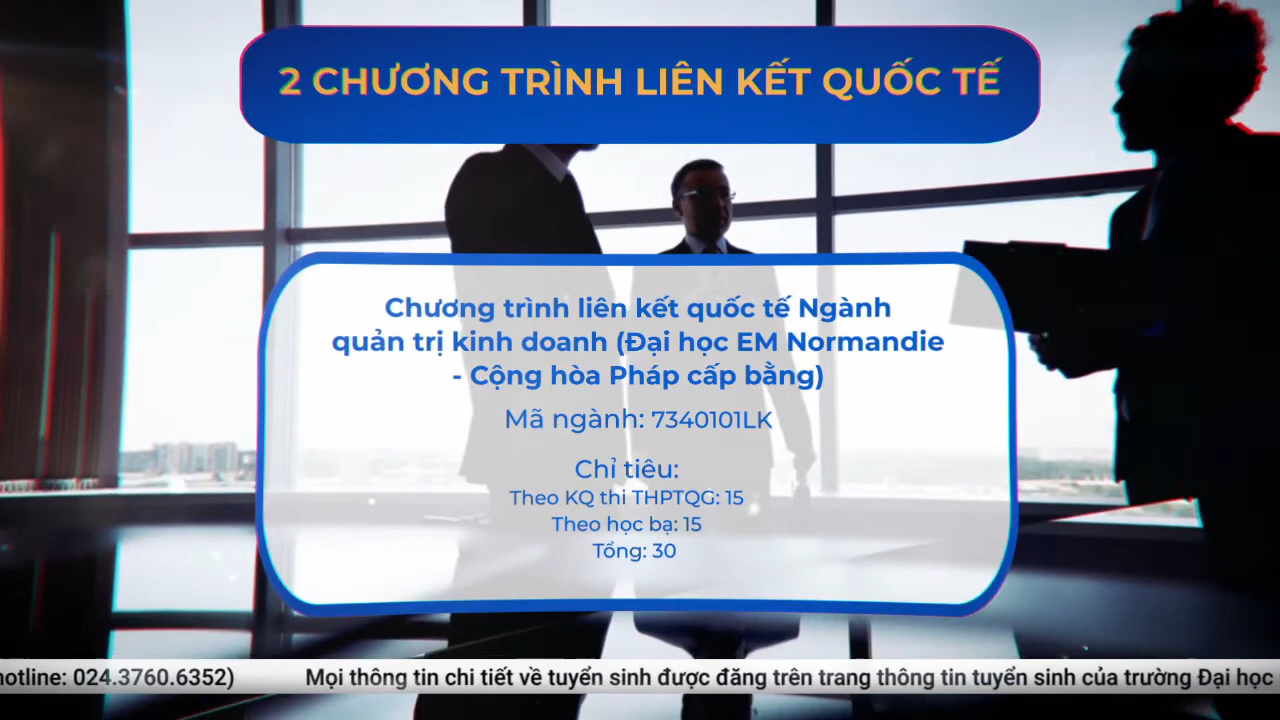 2 CHƯƠNG TRÌNH LIÊN KẾT QUỐC TẾ
Chương trình liên kết quốc tế Ngành
quản trị kinh doanh (Đại học EM Normandie
- Cộng hòa Pháp cấp bằng)
Mã ngành: 7340101LK
Chỉ tiêu:
Theo KQ thi THPTQG: 15
Theo học bạ: 15
Tổng: 30
hotline: 024.3760.6352) Mọi thông tin chi tiết về tuyển sinh được đăng trên trang thông tin tuyển sinh của trường Đại học